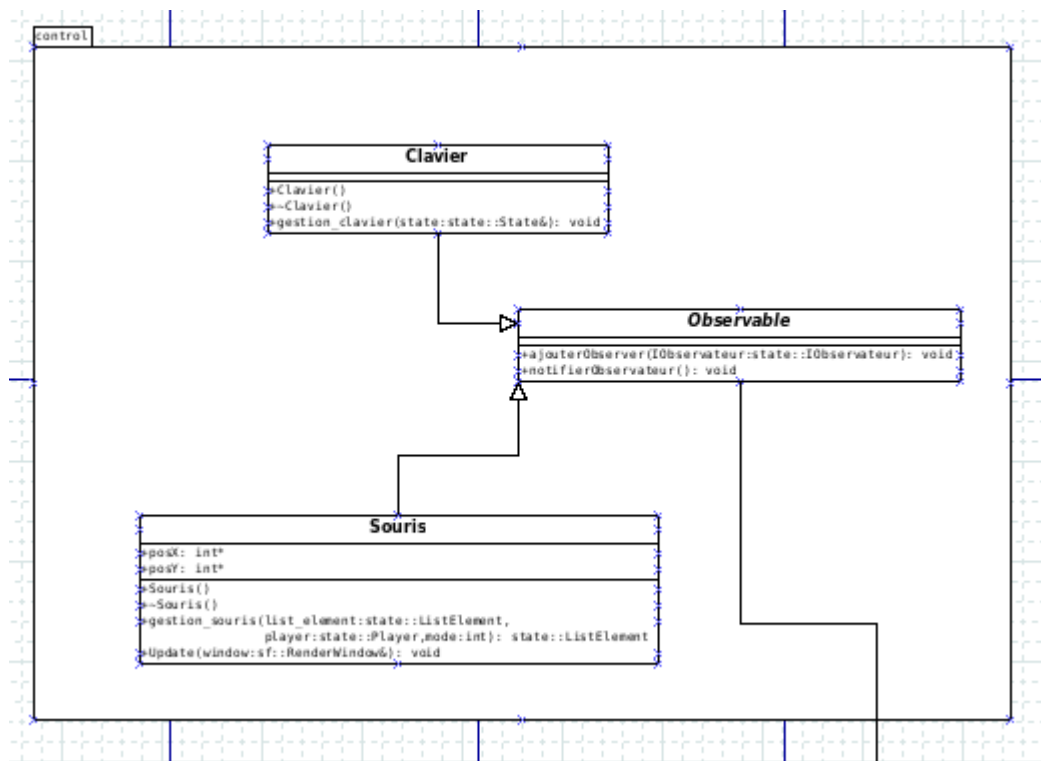 control
Clavier
+Clavier()
+~Clavier()
+gestion_clavier(state:state::State&): void
Observable
+ajouterObserver(IObservateur:state::IObservateur): void
+notifierObservateur(): void
Souris
+posX: int*
+posY: int*
+Souris()
+~Souris()
+gestion_souris(list_element:state::ListElement,
player:state::Player,mode:int): state::ListElement
+Update(window:sf::RenderWindow&): void